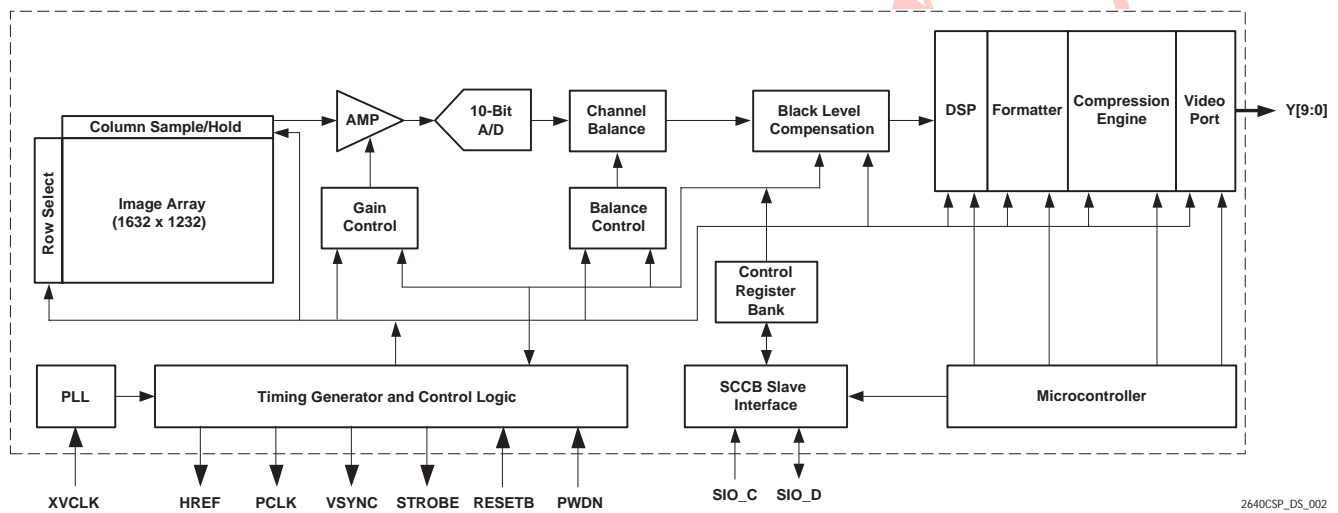 Column Sample/Hold
Row Select
Image Array
(1632 x 1232)
AMP
10-Bit
A/D
Channel
Balance
Black Level
Compensation
DSP
Formatter
Compression
Engine
Video
Port
Y[9:0]
Gain
Control
Balance
Control
Control
Register
Bank
PLL
Timing Generator and Control Logic
SCCB Slave
Interface
Microcontroller
XVCLK
HREF
PCLK
VSYNC
STROBE
RESETB
PWDN
SIO_C
SIO_D
2640CSP_DS_002